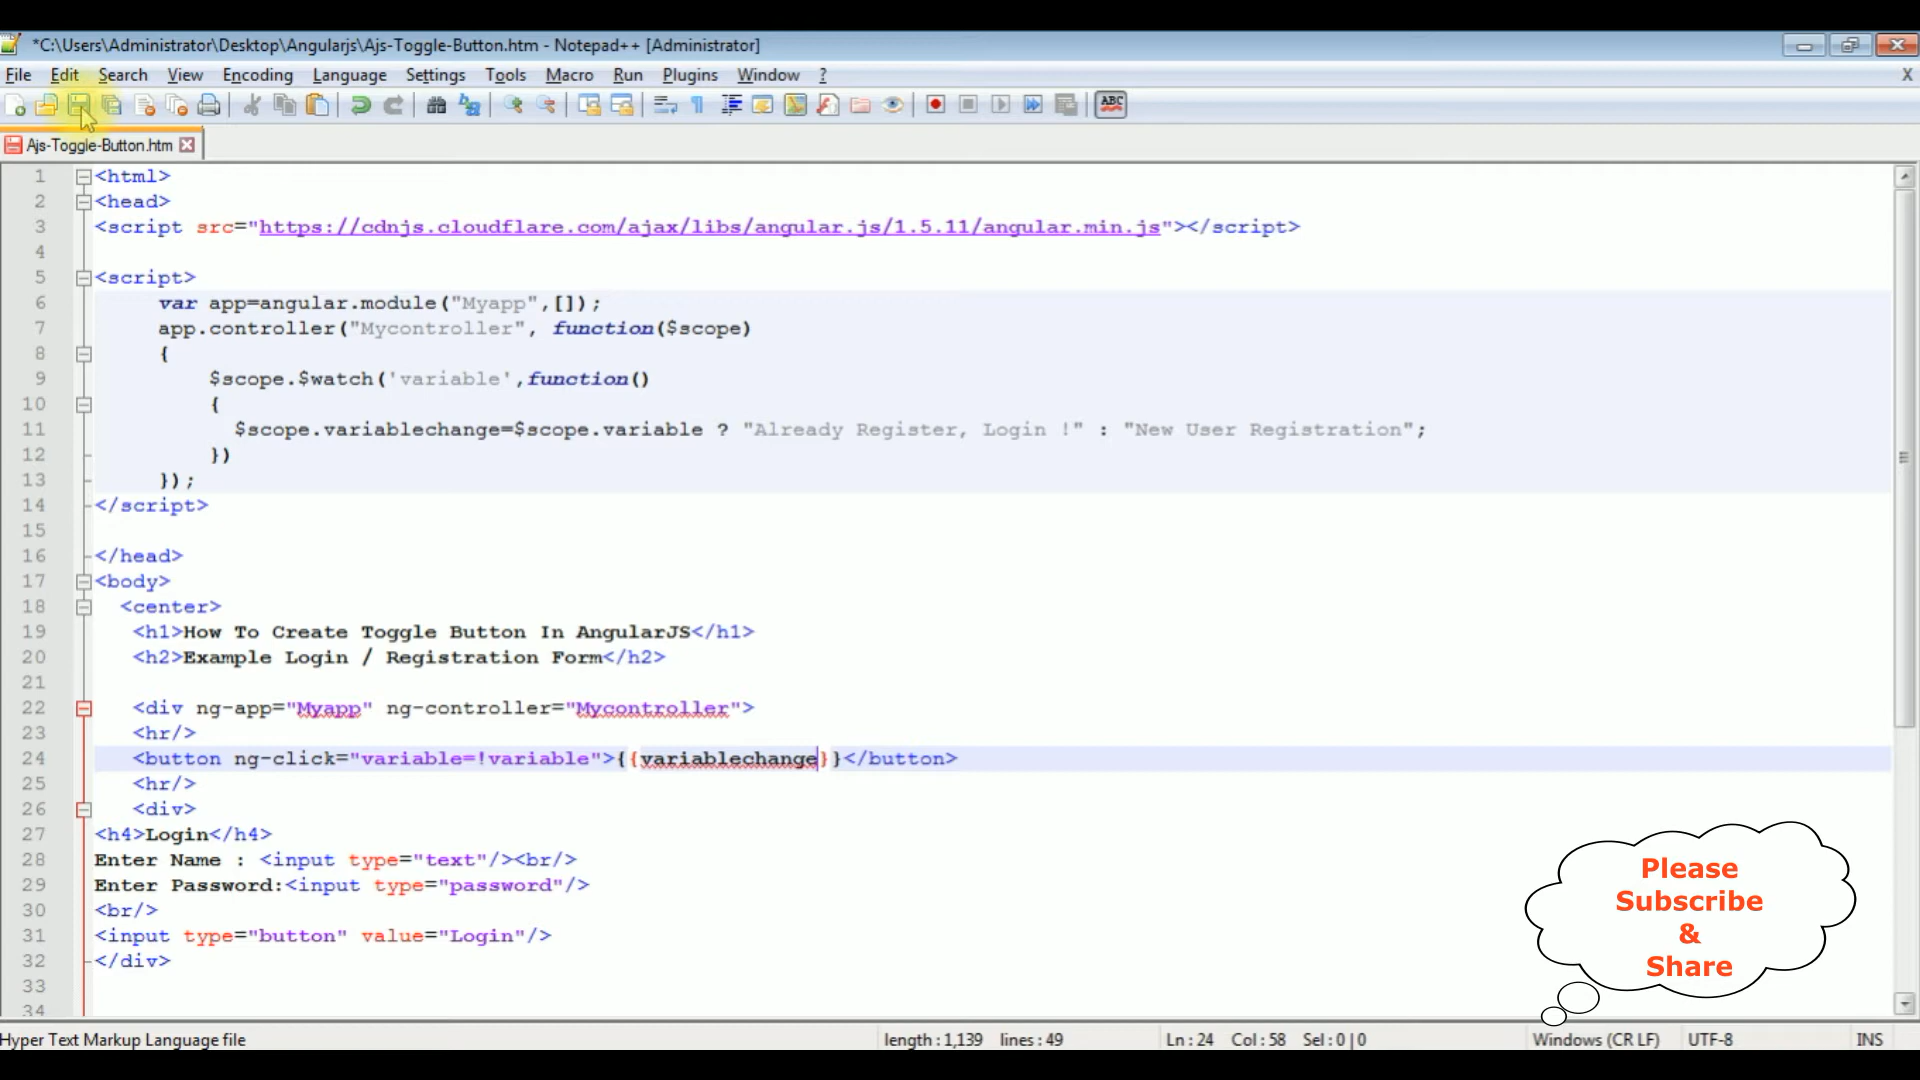 *C:\Users\Administrator\Desktop\Angularjs\Ajs-Toggle-Button.htm - Notepad++ [Administrator]
File Edit Search View Encoding Language Settings Tools Macro Run Plugins Window ? X
ABC
Ajs-Toggle-Button.htm
1 <html>
2 <head>
3 <script src="https://cdnjs.cloudflare.com/ajax/libs/angular.js/1.5.11/angular.min.js"></script>
4
5 <script>
6 var app=angular.module("Myapp",[]);
7 app.controller("Mycontroller", function($scope)
8 {
9 $scope.$watch('variable',function()
10 {
11 $scope.variablechange=$scope.variable ? "Already Register, Login !" : "New User Registration";
12 })
13 });
14 </script>
15
16 </head>
17 <body>
18 <center>
19 <h1>How To Create Toggle Button In AngularJS</h1>
20 <h2>Example Login / Registration Form</h2>
21
22 <div ng-app="Myapp" ng-controller="Mycontroller">
23 <hr/>
24 <button ng-click="variable=!variable">{{variablechange}}</button>
25 <hr/>
26 <div>
27 <h4>Login</h4>
28 Enter Name : <input type="text"/><br/>
29 Enter Password:<input type="password"/>
30 <br/>
31 <input type="button" value="Login"/>
32 </div>
33
34
Please
Subscribe
&
Share
Hyper Text Markup Language file length : 1,139 lines : 49 Ln : 24 Col : 58 Sel : 0 | 0 Windows (CR LF) UTF-8 INS